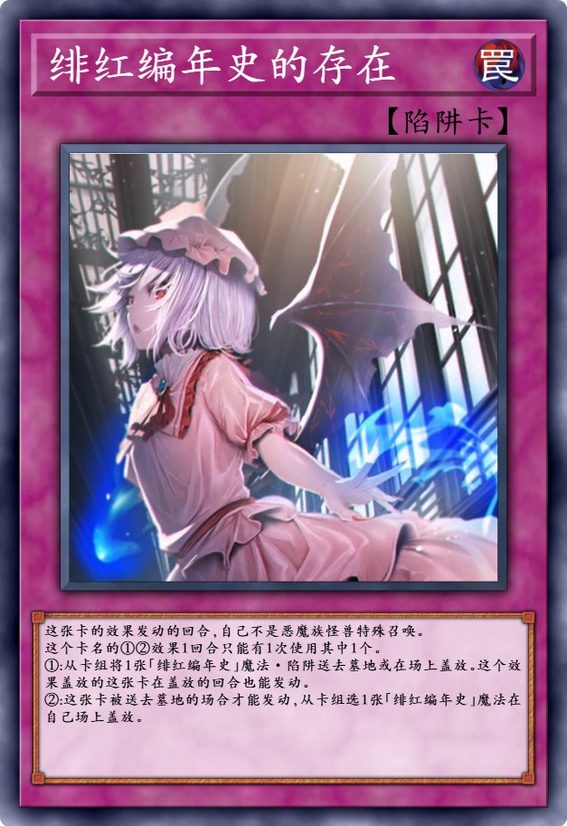 绯红编年史的存在
罠
【陷阱卡】
这张卡的效果发动的回合,自己不是恶魔族怪兽特殊召唤。
这个卡名的①②效果1回合只能有1次使用其中1个。
①:从卡组将1张「绯红编年史」魔法・陷阱送去墓地或在场上盖放。这个效
果盖放的这张卡在盖放的回合也能发动。
②:这张卡被送去墓地的场合才能发动,从卡组选1张「绯红编年史」魔法在
自己场上盖放。